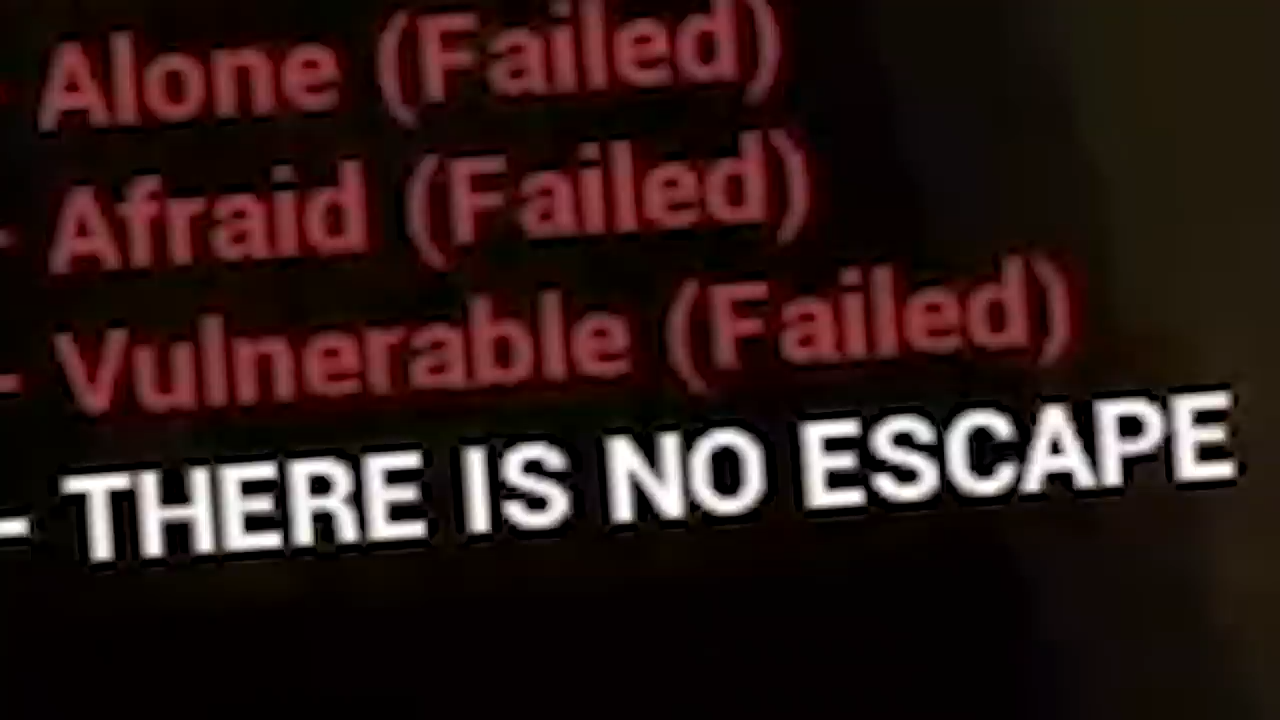 - Alone (Failed)
- Afraid (Failed)
- Vulnerable (Failed)
- THERE IS NO ESCAPE